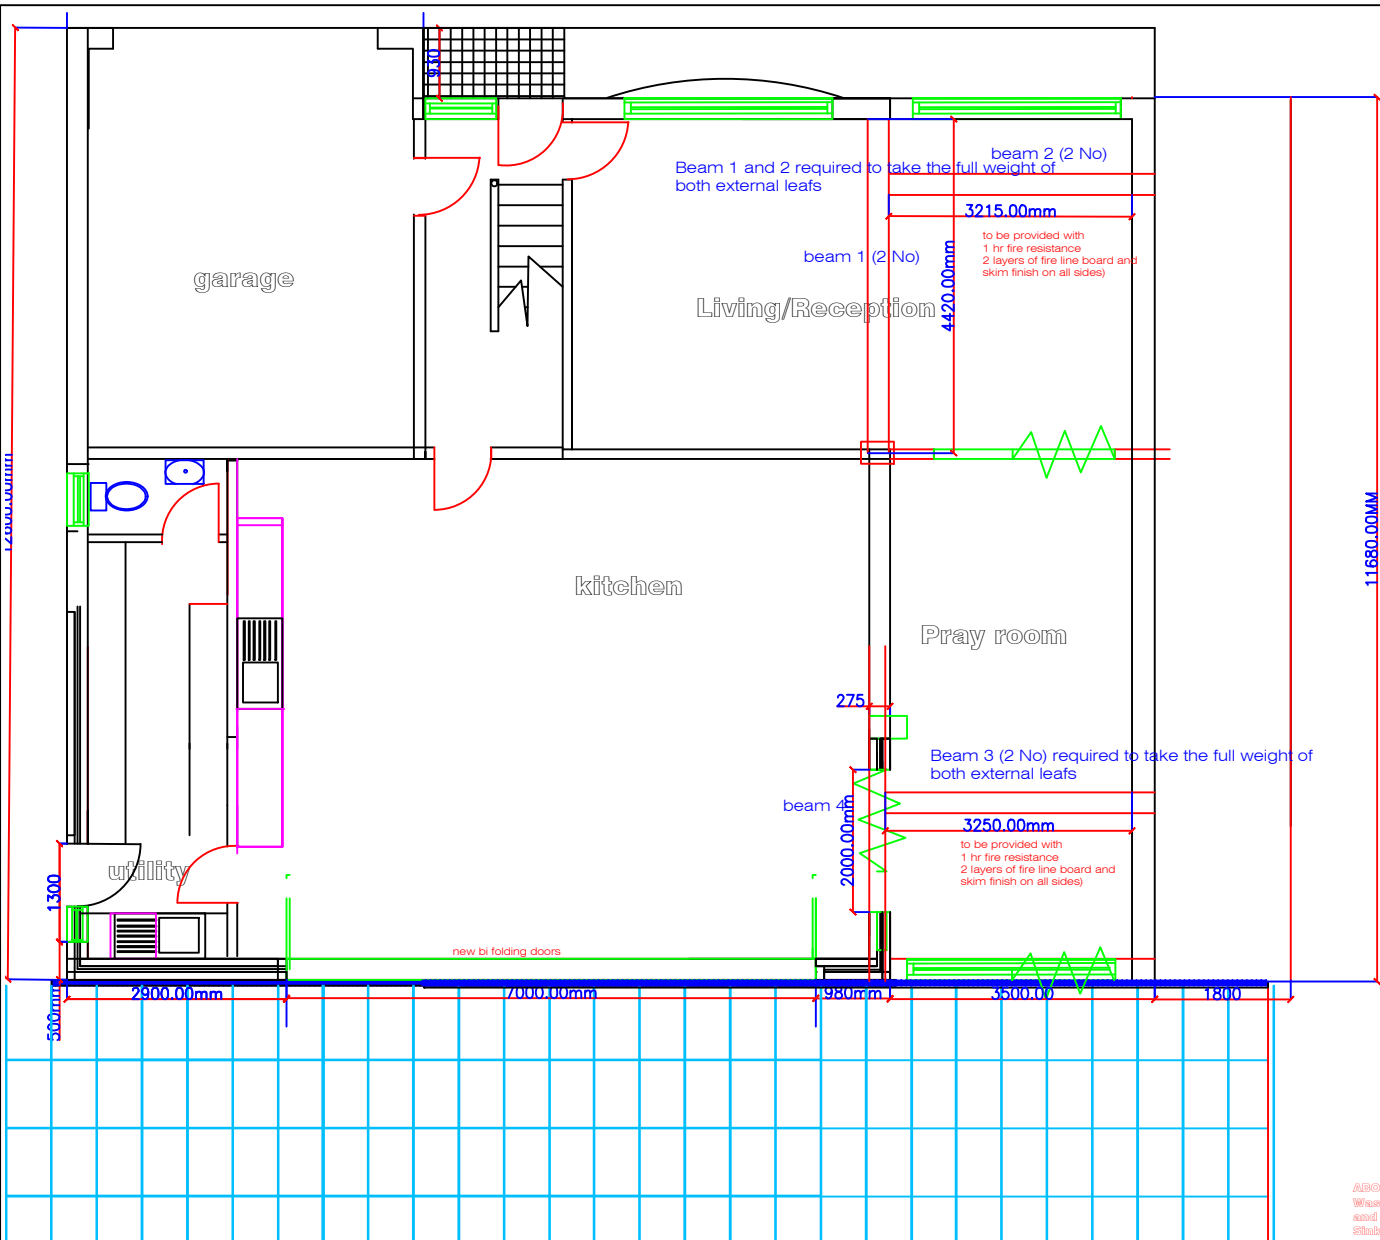 930
beam 2 (2 No)
Beam 1 and 2 required to take the full weight of
both external leafs
3215.00mm
to be provided with
1 hr fire resistance
2 layers of fire line board and
skim finish on all sides)
beam 1 (2 No)
garage
4420.00mm
Living/Reception
11680.00MM
kitchen
Pray room
275
Beam 3 (2 No) required to take the full weight of
both external leafs
beam 4
2000.00mm
3250.00mm
to be provided with
1 hr fire resistance
2 layers of fire line board and
skim finish on all sides)
utility
1300
new bi folding doors
2900.00mm
7000.00mm
980mm
3500.00
1800
500mm
and
Sink